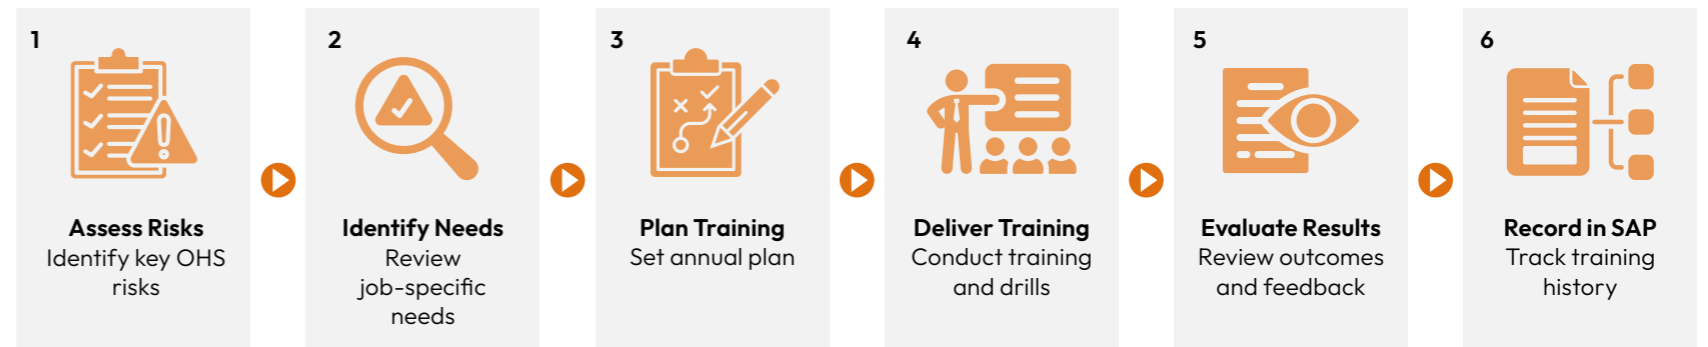 1
Assess Risks
Identify key OHS
risks
2
Identify Needs
Review
job-specific
needs
3
Plan Training
Set annual plan
4
Deliver Training
Conduct training
and drills
5
Evaluate Results
Review outcomes
and feedback
6
Record in SAP
Track training
history